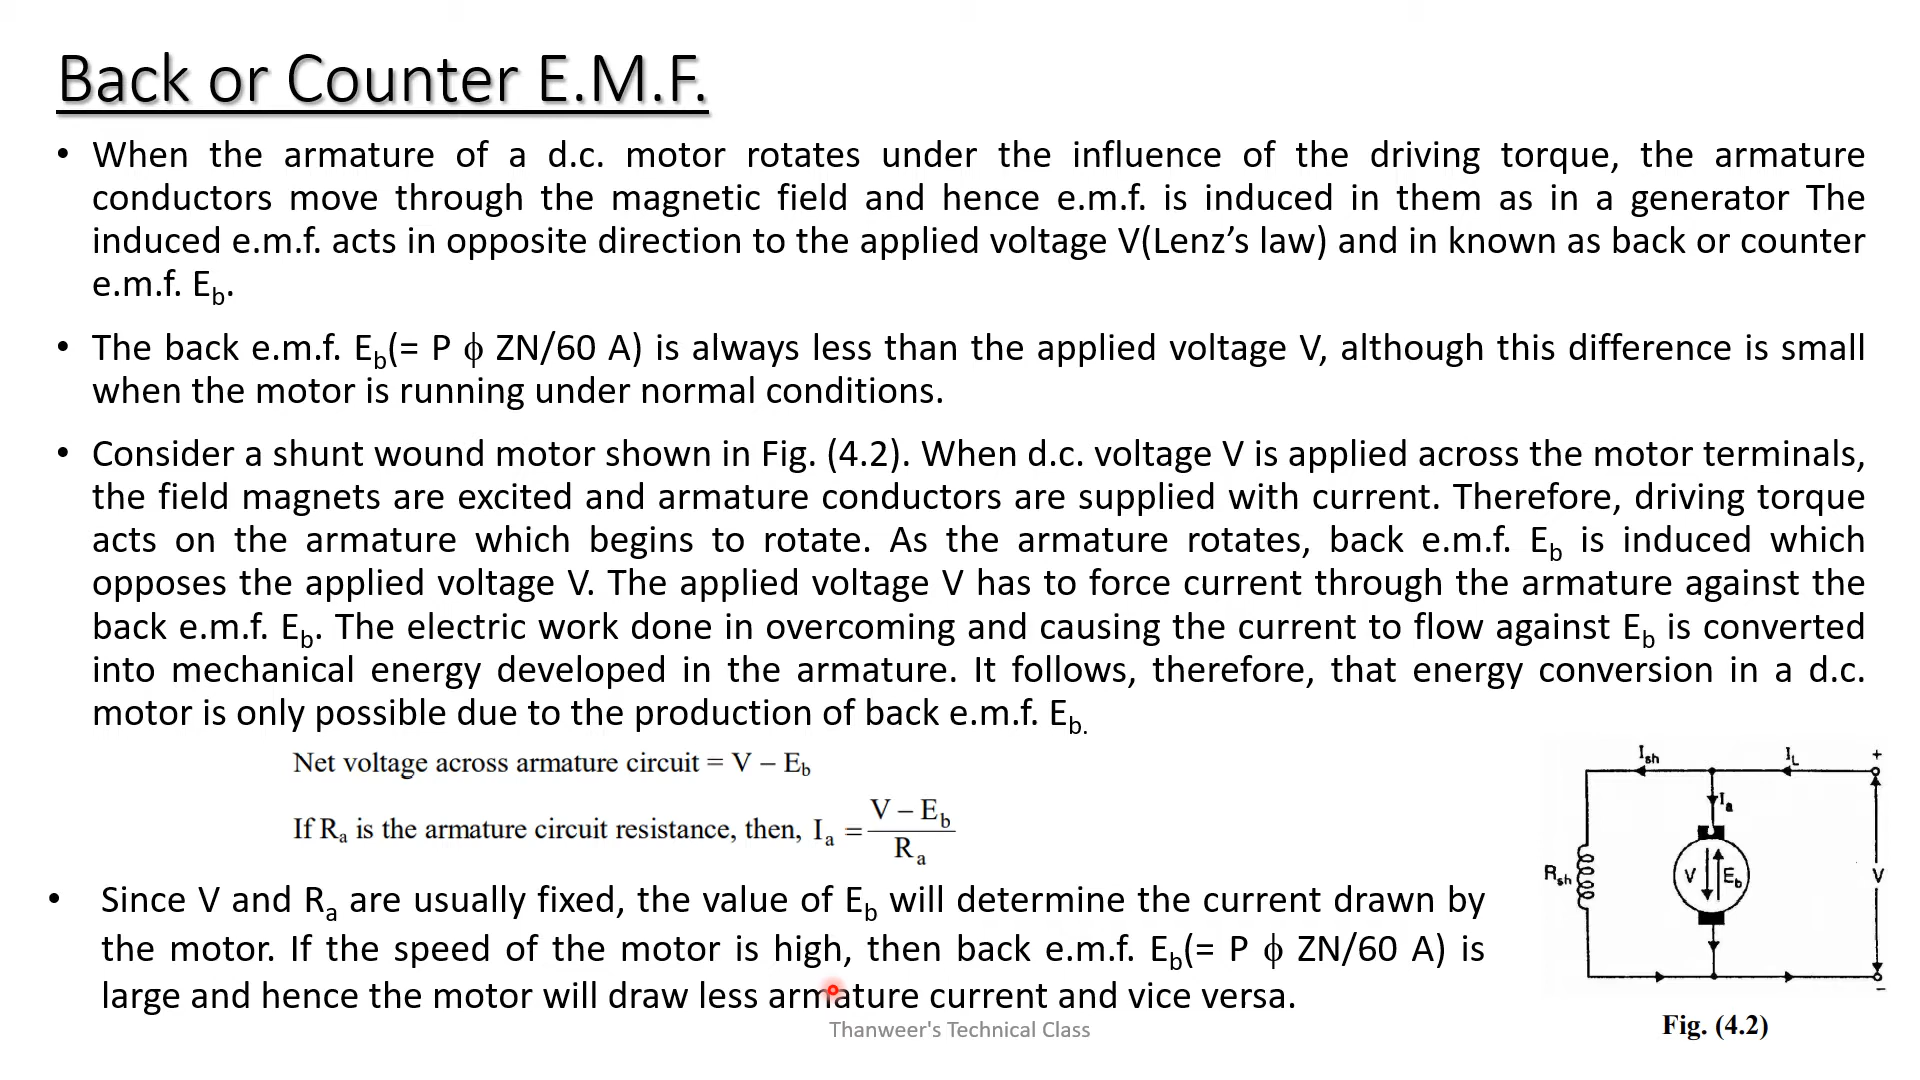 Back or Counter E.M.F.
• When the armature of a d.c. motor rotates under the influence of the driving torque, the armature
conductors move through the magnetic field and hence e.m.f. is induced in them as in a generator The
induced e.m.f. acts in opposite direction to the applied voltage V(Lenz’s law) and in known as back or counter
e.m.f. Eb.
• The back e.m.f. Eb(= P ϕ ZN/60 A) is always less than the applied voltage V, although this difference is small
when the motor is running under normal conditions.
• Consider a shunt wound motor shown in Fig. (4.2). When d.c. voltage V is applied across the motor terminals,
the field magnets are excited and armature conductors are supplied with current. Therefore, driving torque
acts on the armature which begins to rotate. As the armature rotates, back e.m.f. Eb is induced which
opposes the applied voltage V. The applied voltage V has to force current through the armature against the
back e.m.f. Eb. The electric work done in overcoming and causing the current to flow against Eb is converted
into mechanical energy developed in the armature. It follows, therefore, that energy conversion in a d.c.
motor is only possible due to the production of back e.m.f. Eb.
Net voltage across armature circuit = V – Eb
If Ra is the armature circuit resistance, then, Ia = V – Eb
Ra
• Since V and Ra are usually fixed, the value of Eb will determine the current drawn by
the motor. If the speed of the motor is high, then back e.m.f. Eb(= P ϕ ZN/60 A) is
large and hence the motor will draw less armature current and vice versa.
Thanweer's Technical Class
Ish
IL
+
Ia
Rsh
V
Eb
V
–
Fig. (4.2)